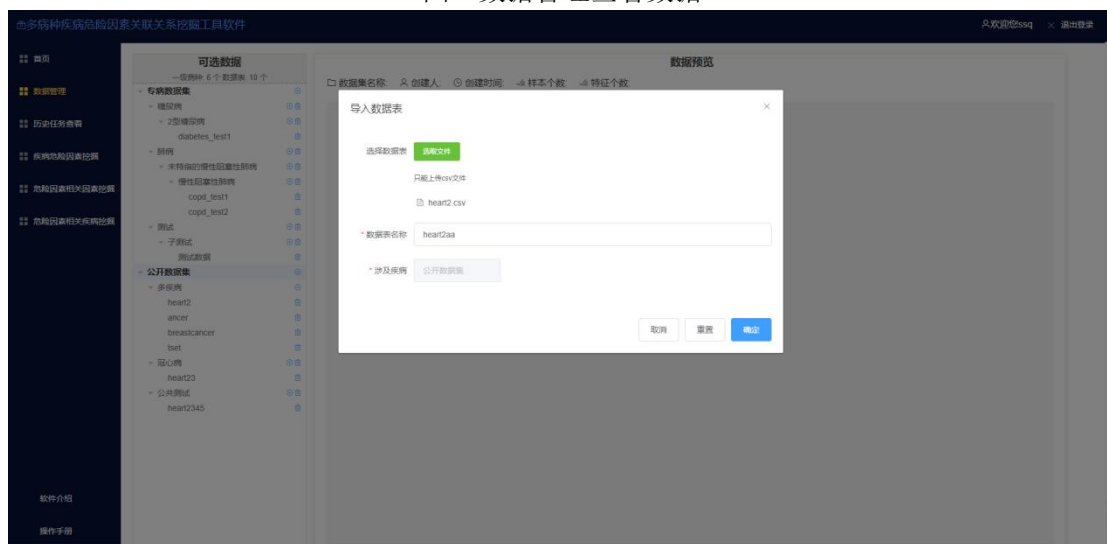 多病种疾病危险因素关联关系挖掘工具软件
欢迎您ssq
退出登录
首页
数据管理
历史任务查看
疾病危险因素挖掘
危险因素相关因素挖掘
危险因素相关疾病挖掘
软件介绍
操作手册
可选数据
一级病种: 6 个 数据表: 10 个
专病数据集
糖尿病
2型糖尿病
diabetes_test1
肺病
未特指的慢性阻塞性肺病
慢性阻塞性肺病
copd_test1
copd_test2
测试
子测试
测试数据
公开数据集
多疾病
heart2
ancer
breastcancer
tset
冠心病
heart23
公共测试
heart2345
数据预览
数据集名称: 创建人: 创建时间: 样本个数: 特征个数:
导入数据表
选择数据表 选取文件
只能上传csv文件
heart2.csv
* 数据表名称 heart2aa
* 涉及疾病 公开数据集
取消 重置 确定